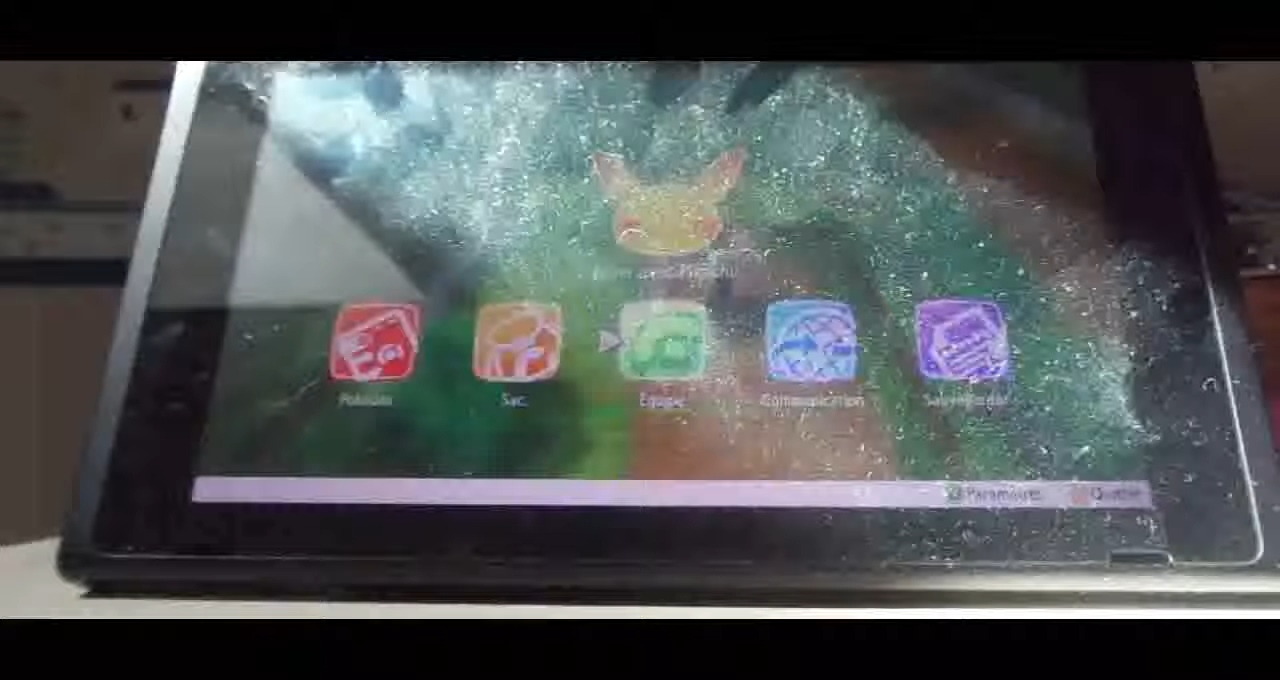 Pokédex
Sac
Équipe
Communication
Sauvegarder
Paramètres
Quitter